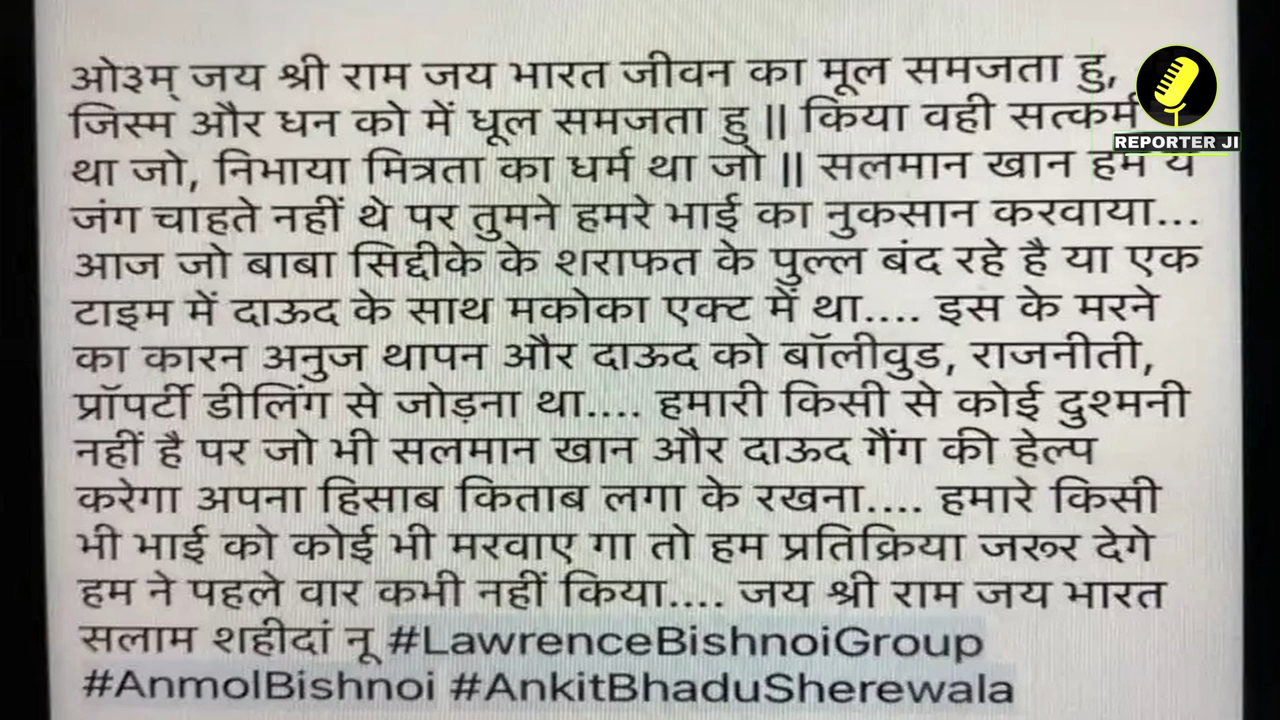 ओ३म् जय श्री राम जय भारत जीवन का मूल समजता हु,
जिस्म और धन को में धूल समजता हु || किया वही सत्कर्म
था जो, निभाया मित्रता का धर्म था जो || सलमान खान हम य
जंग चाहते नहीं थे पर तुमने हमरे भाई का नुकसान करवाया...
आज जो बाबा सिद्दीके के शराफत के पुल्ल बंद रहे है या एक
टाइम में दाऊद के साथ मकोका एक्ट में था.... इस के मरने
का कारन अनुज थापन और दाऊद को बॉलीवुड, राजनीती,
प्रॉपर्टी डीलिंग से जोड़ना था.... हमारी किसी से कोई दुश्मनी
नहीं है पर जो भी सलमान खान और दाऊद गैंग की हेल्प
करेगा अपना हिसाब किताब लगा के रखना.... हमारे किसी
भी भाई को कोई भी मरवाए गा तो हम प्रतिक्रिया जरूर देगे
हम ने पहले वार कभी नहीं किया.... जय श्री राम जय भारत
सलाम शहीदां नू #LawrenceBishnoiGroup
#AnmolBishnoi #AnkitBhaduSherewala
REPORTER JI